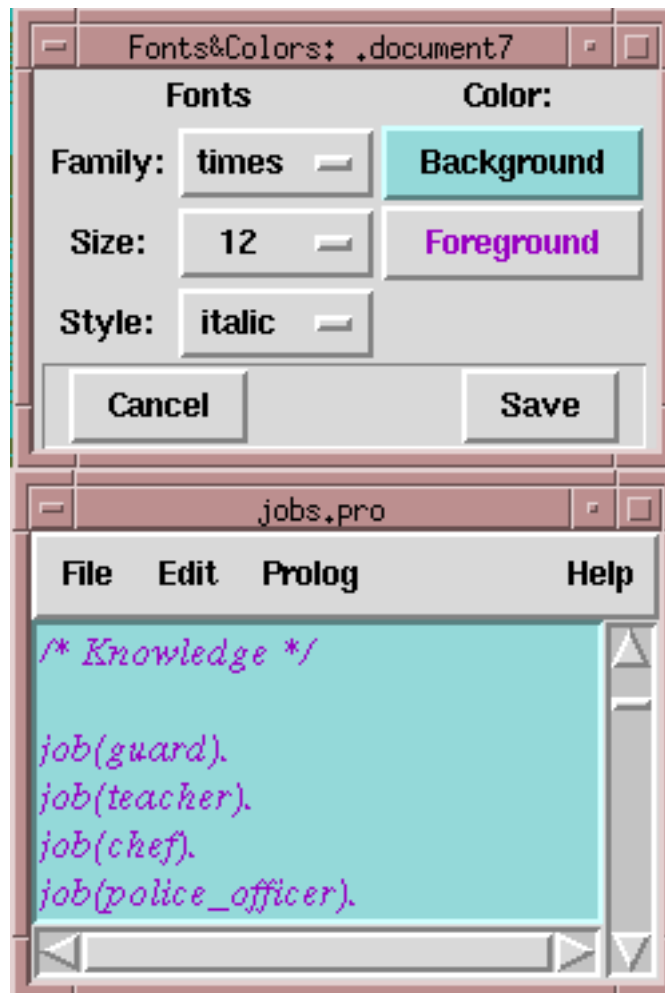 Fonts&Colors: .document7
Fonts Color:
Family: times Background
Size: 12 Foreground
Style: italic
Cancel Save
jobs.pro
File Edit Prolog Help
/* Knowledge */
job(guard).
job(teacher).
job(chef).
job(police_officer).